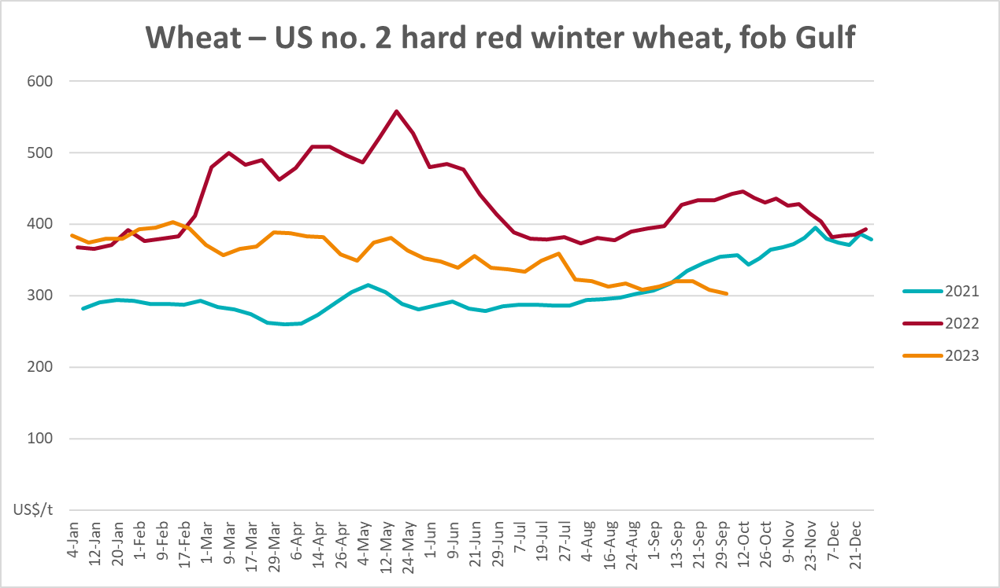 Wheat – US no. 2 hard red winter wheat, fob Gulf
600
500
400
300
200
100
US$/t
4-Jan
12-Jan
20-Jan
1-Feb
9-Feb
17-Feb
1-Mar
9-Mar
17-Mar
29-Mar
6-Apr
14-Apr
26-Apr
4-May
12-May
24-May
1-Jun
9-Jun
21-Jun
29-Jun
7-Jul
19-Jul
27-Jul
4-Aug
16-Aug
24-Aug
1-Sep
13-Sep
21-Sep
29-Sep
12-Oct
26-Oct
9-Nov
23-Nov
7-Dec
21-Dec
2021
2022
2023